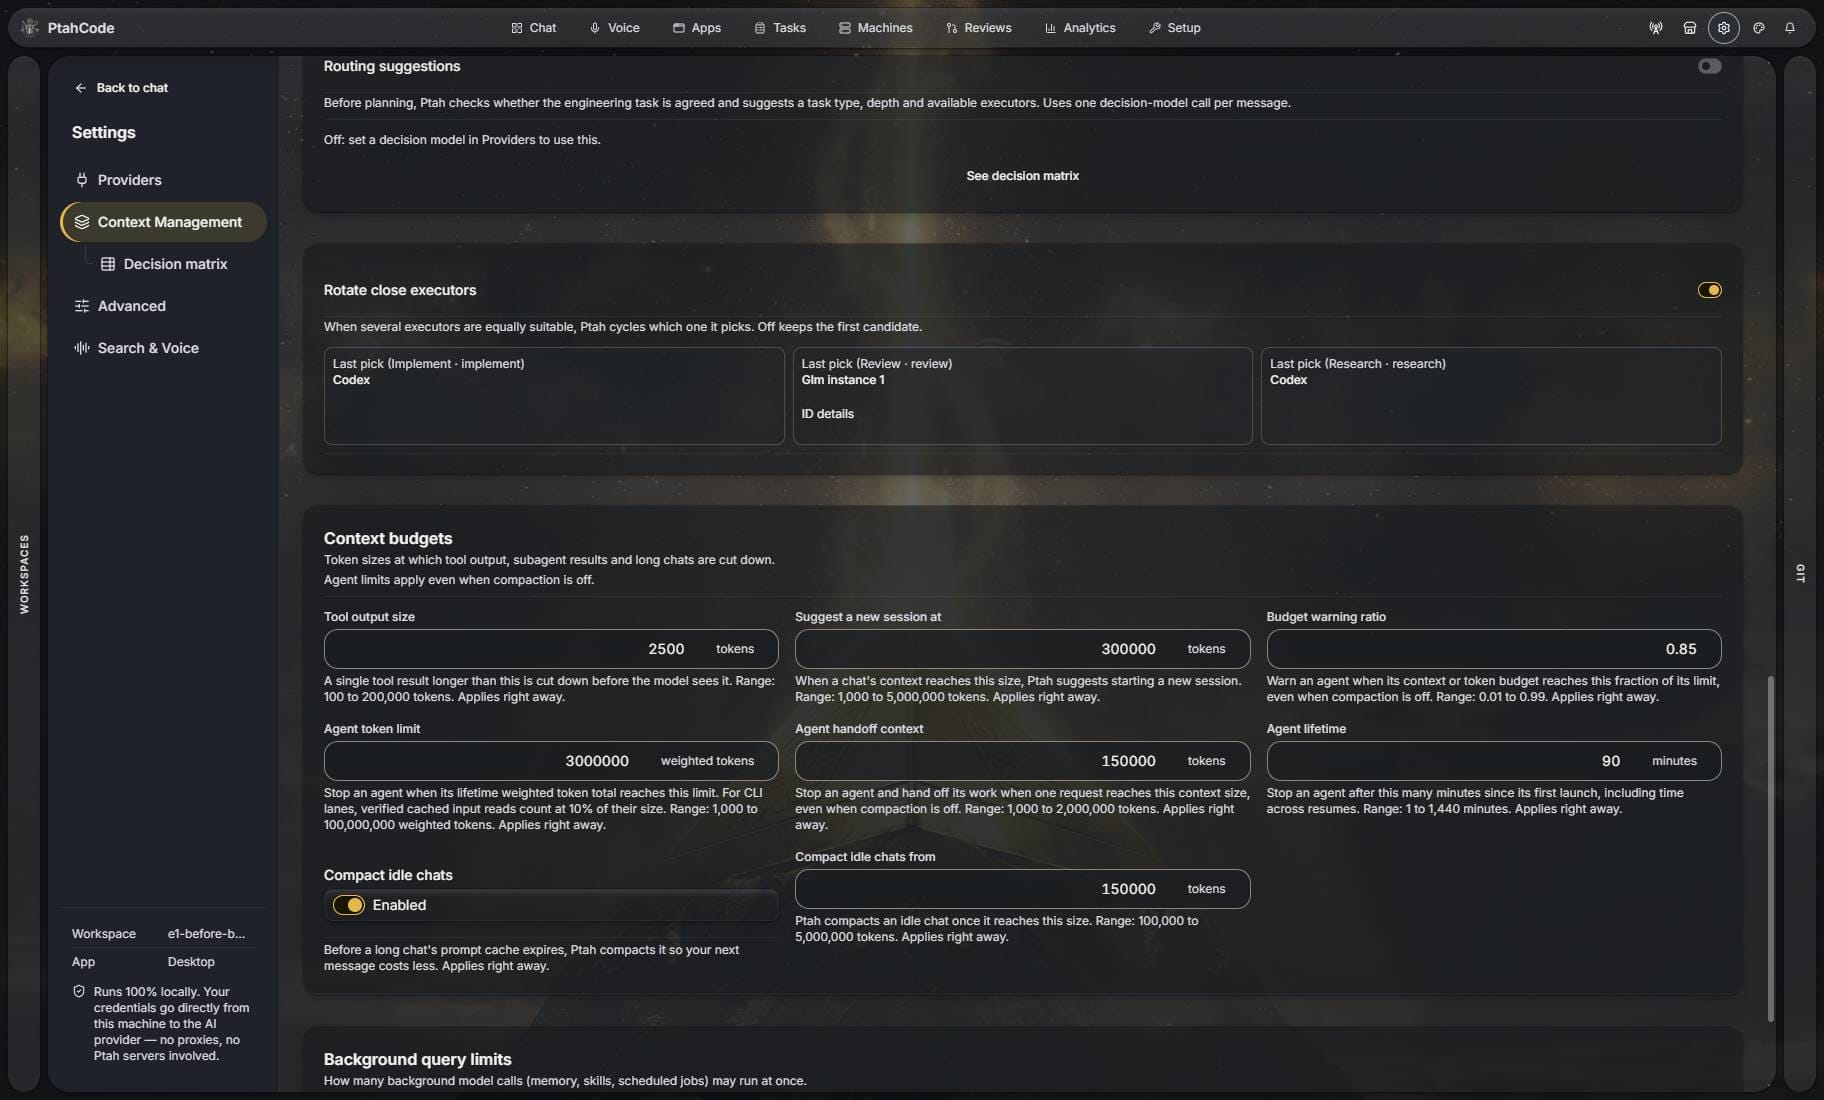 PtahCode
Chat
Voice
Apps
Tasks
Machines
Reviews
Analytics
Setup
WORKSPACES
Back to chat
Settings
Providers
Context Management
Decision matrix
Advanced
Search & Voice
Workspace e1-before-b...
App Desktop
Runs 100% locally. Your
credentials go directly from
this machine to the AI
provider — no proxies, no
Ptah servers involved.
Routing suggestions
Before planning, Ptah checks whether the engineering task is agreed and suggests a task type, depth and available executors. Uses one decision-model call per message.
Off: set a decision model in Providers to use this.
See decision matrix
Rotate close executors
When several executors are equally suitable, Ptah cycles which one it picks. Off keeps the first candidate.
Last pick (Implement · implement)
Codex
Last pick (Review · review)
Glm instance 1
ID details
Last pick (Research · research)
Codex
Context budgets
Token sizes at which tool output, subagent results and long chats are cut down.
Agent limits apply even when compaction is off.
Tool output size
2500 tokens
A single tool result longer than this is cut down before the model sees it. Range:
100 to 200,000 tokens. Applies right away.
Suggest a new session at
300000 tokens
When a chat's context reaches this size, Ptah suggests starting a new session.
Range: 1,000 to 5,000,000 tokens. Applies right away.
Budget warning ratio
0.85
Warn an agent when its context or token budget reaches this fraction of its limit,
even when compaction is off. Range: 0.01 to 0.99. Applies right away.
Agent token limit
3000000 weighted tokens
Stop an agent when its lifetime weighted token total reaches this limit. For CLI
lanes, verified cached input reads count at 10% of their size. Range: 1,000 to
100,000,000 weighted tokens. Applies right away.
Agent handoff context
150000 tokens
Stop an agent and hand off its work when one request reaches this context size,
even when compaction is off. Range: 1,000 to 2,000,000 tokens. Applies right
away.
Agent lifetime
90 minutes
Stop an agent after this many minutes since its first launch, including time
across resumes. Range: 1 to 1,440 minutes. Applies right away.
Compact idle chats
Enabled
Before a long chat's prompt cache expires, Ptah compacts it so your next
message costs less. Applies right away.
Compact idle chats from
150000 tokens
Ptah compacts an idle chat once it reaches this size. Range: 100,000 to
5,000,000 tokens. Applies right away.
Background query limits
How many background model calls (memory, skills, scheduled jobs) may run at once.
GIT